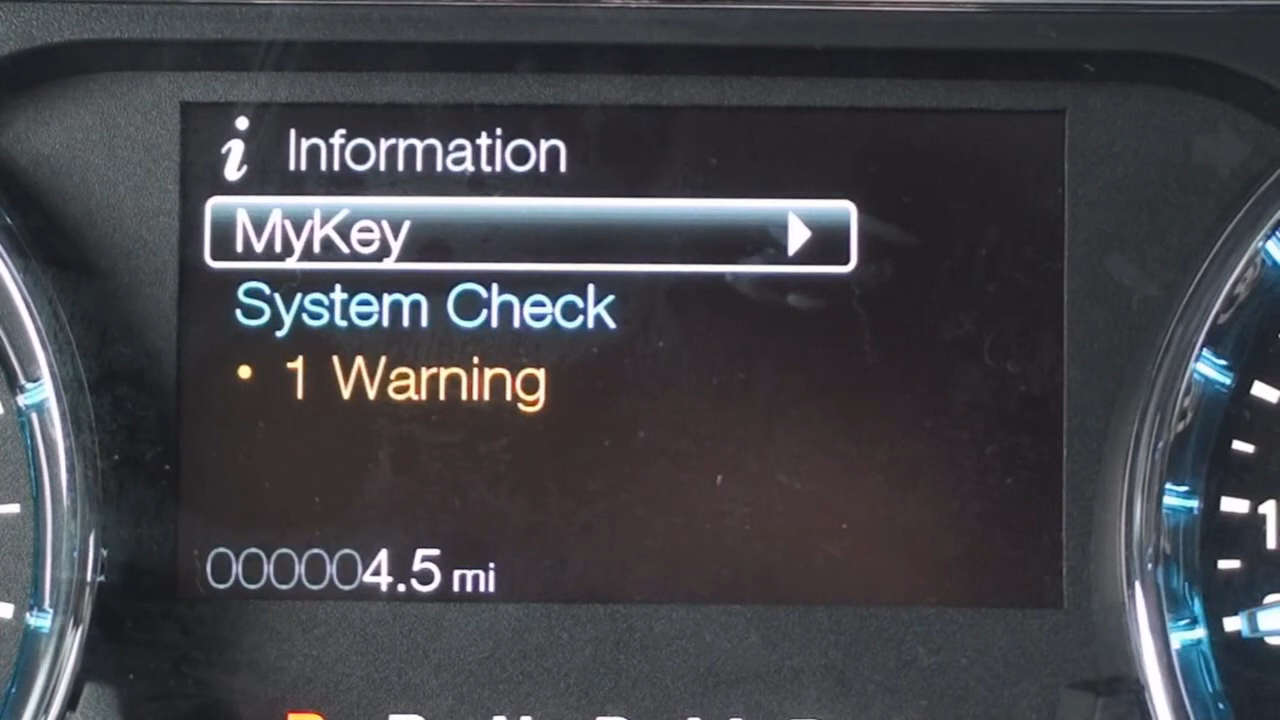 i Information
MyKey
System Check
• 1 Warning
000004.5 mi